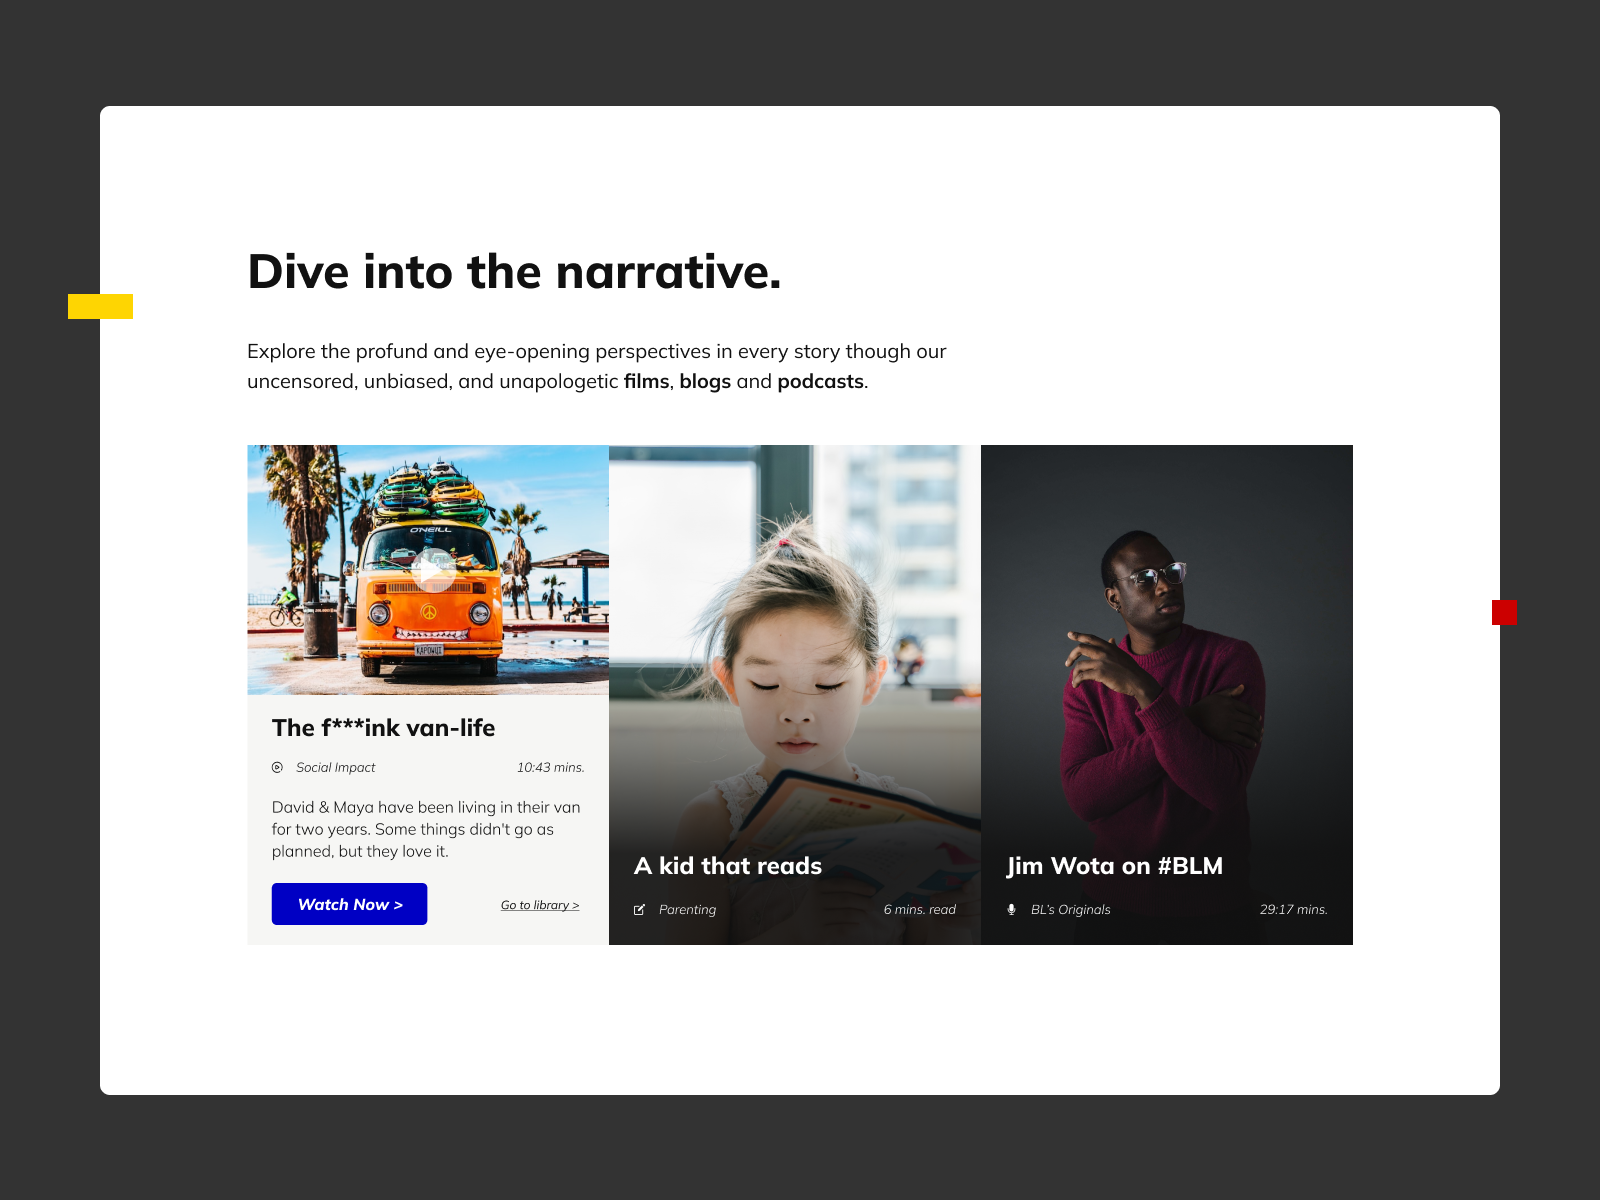 Dive into the narrative.
Explore the profund and eye-opening perspectives in every story though our
uncensored, unbiased, and unapologetic films, blogs and podcasts.
O'NEILL
KAPOWUI
The f***ink van-life
Social Impact
10:43 mins.
David & Maya have been living in their van
for two years. Some things didn't go as
planned, but they love it.
Watch Now >
Go to library >
A kid that reads
Parenting
6 mins. read
Jim Wota on #BLM
BL's Originals
29:17 mins.